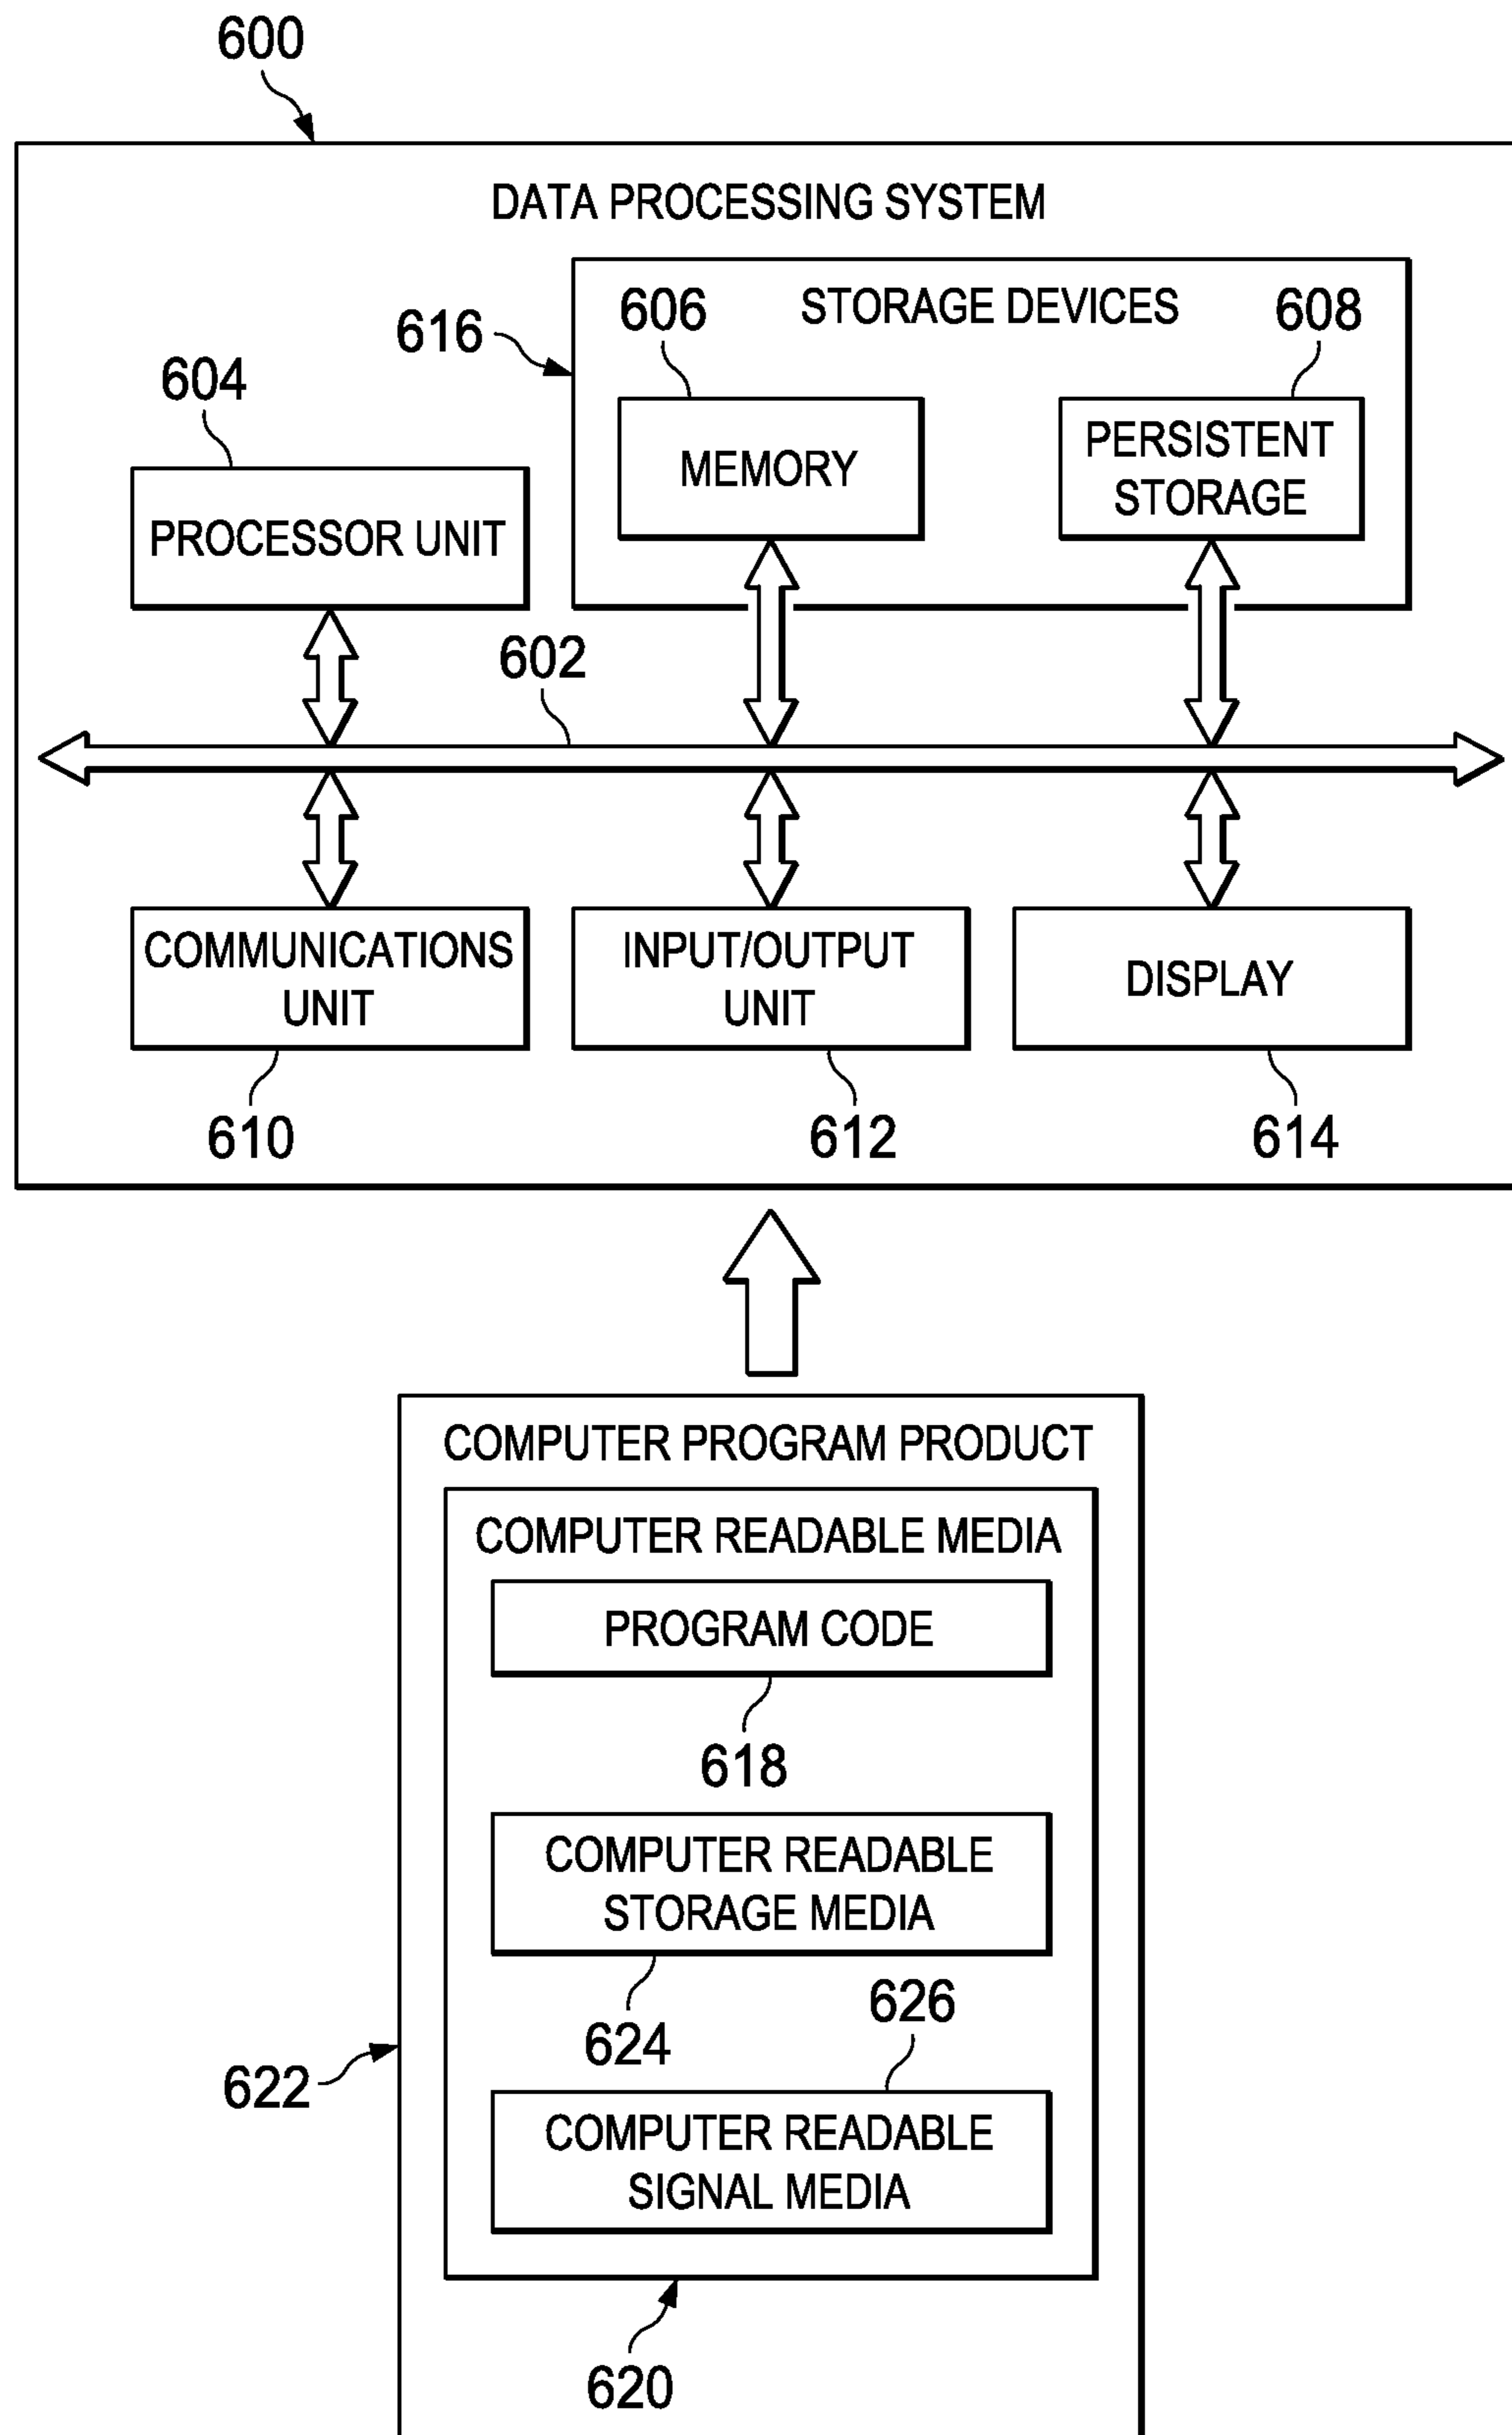 600
DATA PROCESSING SYSTEM
606
STORAGE DEVICES
608
616
604
MEMORY
PERSISTENT
STORAGE
PROCESSOR UNIT
602
COMMUNICATIONS
UNIT
INPUT/OUTPUT
UNIT
DISPLAY
610
612
614
COMPUTER PROGRAM PRODUCT
COMPUTER READABLE MEDIA
PROGRAM CODE
618
COMPUTER READABLE
STORAGE MEDIA
624
626
622
COMPUTER READABLE
SIGNAL MEDIA
620